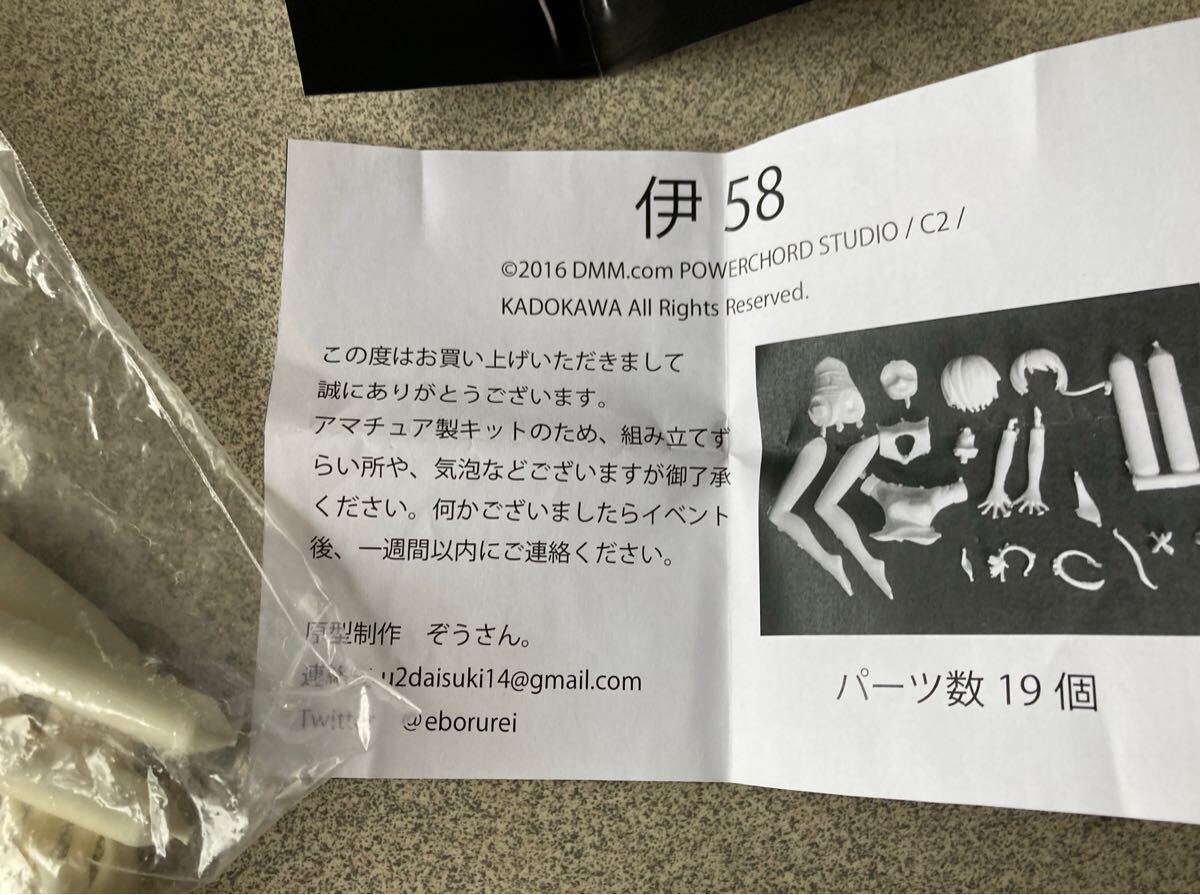 伊 58
©2016 DMM.com POWERCHORD STUDIO / C2 /
KADOKAWA All Rights Reserved.
この度はお買い上げいただきまして
誠にありがとうございます。
アマチュア製キットのため、組み立てず
らい所や、気泡などございますが御了承
ください。何かございましたらイベント
後、一週間以内にご連絡ください。
原型制作 ぞうさん。
u2daisuki14@gmail.com
Twitter @eborurei
パーツ数 19 個